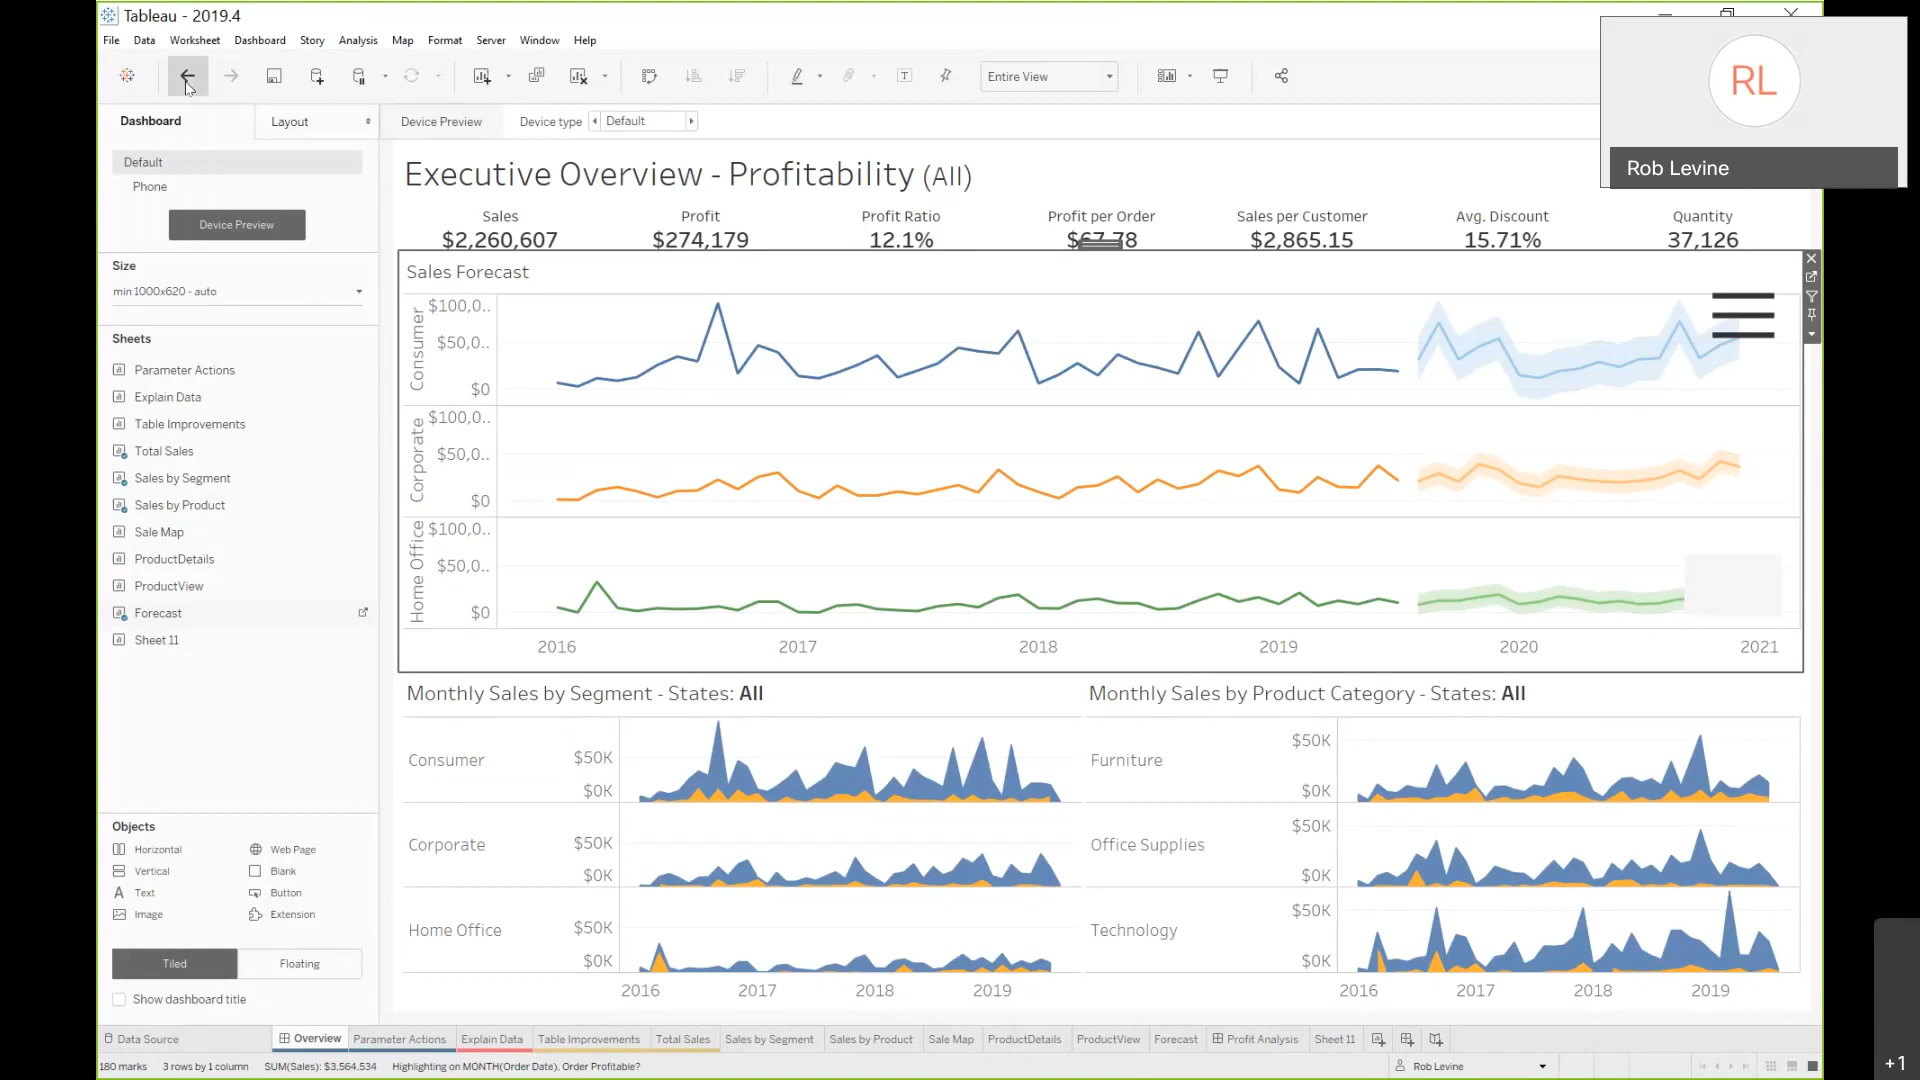 Tableau - 2019.4
File Data Worksheet Dashboard Story Analysis Map Format Server Window Help
Entire View
RL
Rob Levine
Dashboard Layout
Device Preview Device type Default
Default
Phone
Device Preview
Size
min 1000x620 - auto
Sheets
Parameter Actions
Explain Data
Table Improvements
Total Sales
Sales by Segment
Sales by Product
Sale Map
ProductDetails
ProductView
Forecast
Sheet 11
Objects
Horizontal Web Page
Vertical Blank
Text Button
Image Extension
Tiled Floating
Show dashboard title
Executive Overview - Profitability (All)
Sales Profit Profit Ratio Profit per Order Sales per Customer Avg. Discount Quantity
$2,260,607 $274,179 12.1% $67.78 $2,865.15 15.71% 37,126
Sales Forecast
Consumer
$100,0..
$50,0..
$0
Corporate
$100,0..
$50,0..
$0
Home Office
$100,0..
$50,0..
$0
2016 2017 2018 2019 2020 2021
Monthly Sales by Segment - States: All
Consumer
$50K
$0K
Corporate
$50K
$0K
Home Office
$50K
$0K
2016 2017 2018 2019
Monthly Sales by Product Category - States: All
Furniture
$50K
$0K
Office Supplies
$50K
$0K
Technology
$50K
$0K
2016 2017 2018 2019
Data Source Overview Parameter Actions Explain Data Table Improvements Total Sales Sales by Segment Sales by Product Sale Map ProductDetails ProductView Forecast Profit Analysis Sheet 11
180 marks 3 rows by 1 column SUM(Sales): $3,564,534 Highlighting on MONTH(Order Date), Order Profitable? Rob Levine
+1